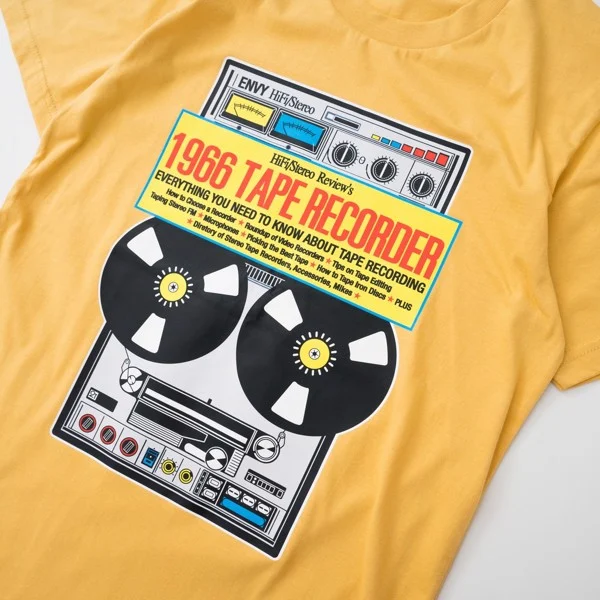 ENVY HiFi/Stereo
HiFi/Stereo Review's
1966 TAPE RECORDER
EVERYTHING YOU NEED TO KNOW ABOUT TAPE RECORDING
How to Choose a Recorder ★ Roundup of Video Recorders ★ Tips on Tape Editing
Taping Stereo FM ★ Microphones ★ Picking the Best Tape ★ How to Tape Iron Discs ★ PLUS
★ Diretory of Stereo Tape Recorders, Accessories, Mikes ★